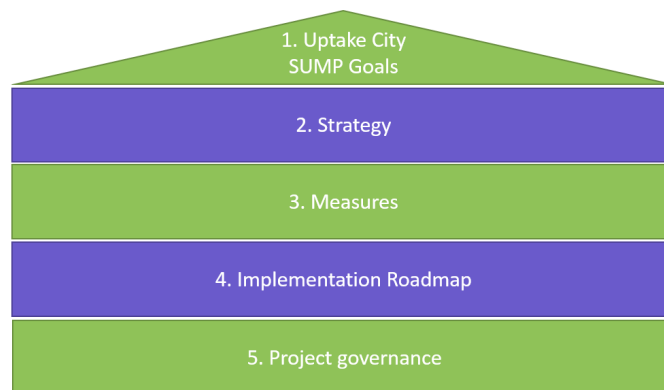 1. Uptake City
SUMP Goals
2. Strategy
3. Measures
4. Implementation Roadmap
5. Project governance